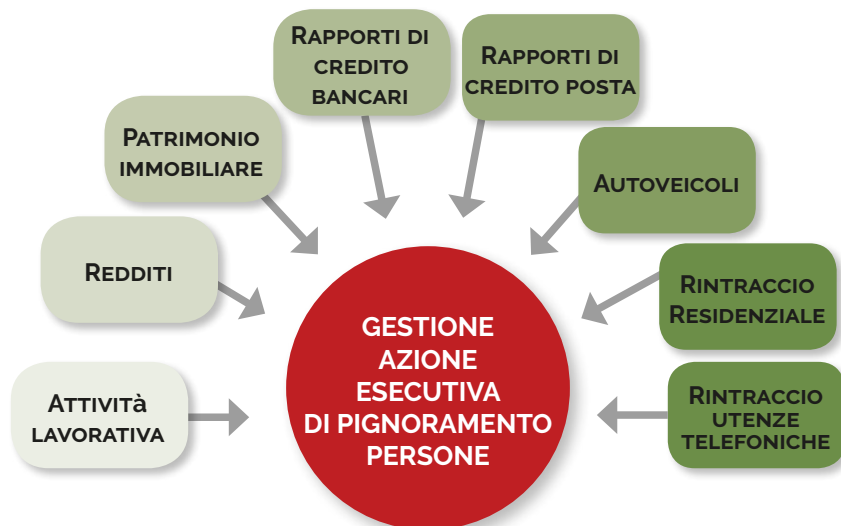 Rapporti di
credito
bancari
Rapporti di
credito posta
Patrimonio
immobiliare
Autoveicoli
Redditi
Rintraccio
Residenziale
Attività
lavorativa
Rintraccio
utenze
telefoniche
GESTIONE
AZIONE
ESECUTIVA
DI PIGNORAMENTO
PERSONE